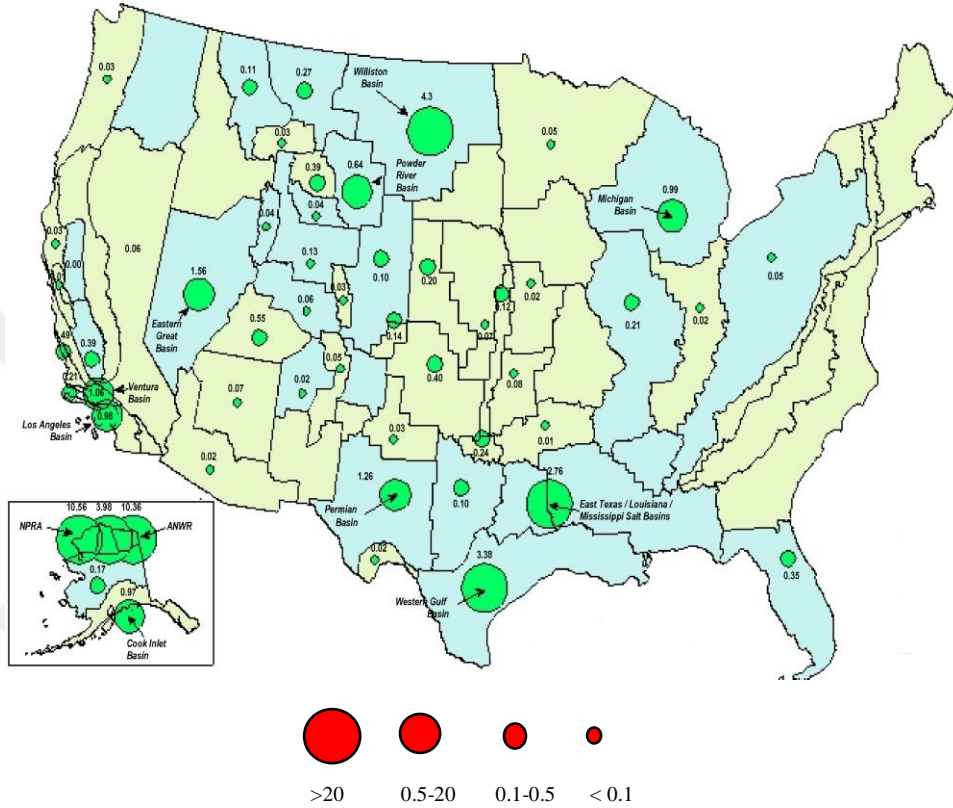 0.03
0.11
0.27
Williston
Basin
4.3
0.03
0.05
0.39
0.64
Powder
River
Basin
0.99
Michigan
Basin
0.04
0.04
0.03
0.00
0.06
0.13
0.10
0.20
0.02
0.05
1.56
0.03
0.06
0.12
0.21
0.02
Eastern
Great
Basin
0.55
0.14
0.07
0.39
0.05
0.40
0.08
0.02
0.07
Ventura
Basin
1.06
Los Angeles
Basin
0.98
0.03
0.01
0.24
0.02
1.26
2.76
Permian
Basin
0.10
East Texas / Louisiana /
Mississippi Salt Basins
0.02
3.38
0.35
Western Gulf
Basin
10.56 3.98 10.36
NPRA
ANWR
0.17
0.97
Cook Inlet
Basin
>20 0.5-20 0.1-0.5 < 0.1